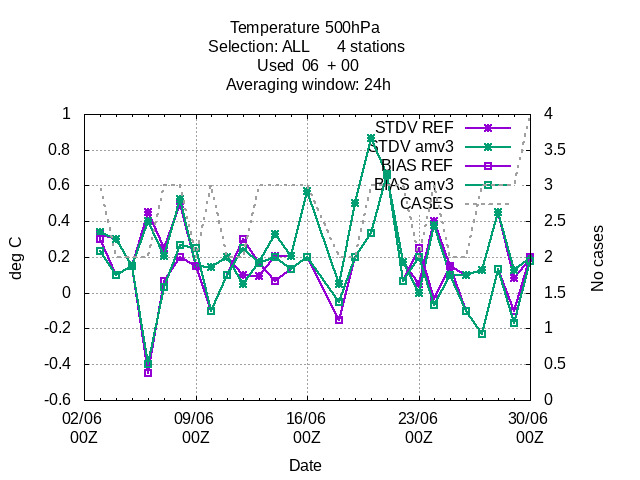 Temperature 500hPa
Selection: ALL 4 stations
Used 06 + 00
Averaging window: 24h
STDV REF
STDV amv3
BIAS REF
BIAS amv3
CASES
1
0.8
0.6
0.4
0.2
0
-0.2
-0.4
-0.6
deg C
4
3.5
3
2.5
2
1.5
1
0.5
0
No cases
02/06 09/06 16/06 23/06 30/06
00Z 00Z 00Z 00Z 00Z
Date